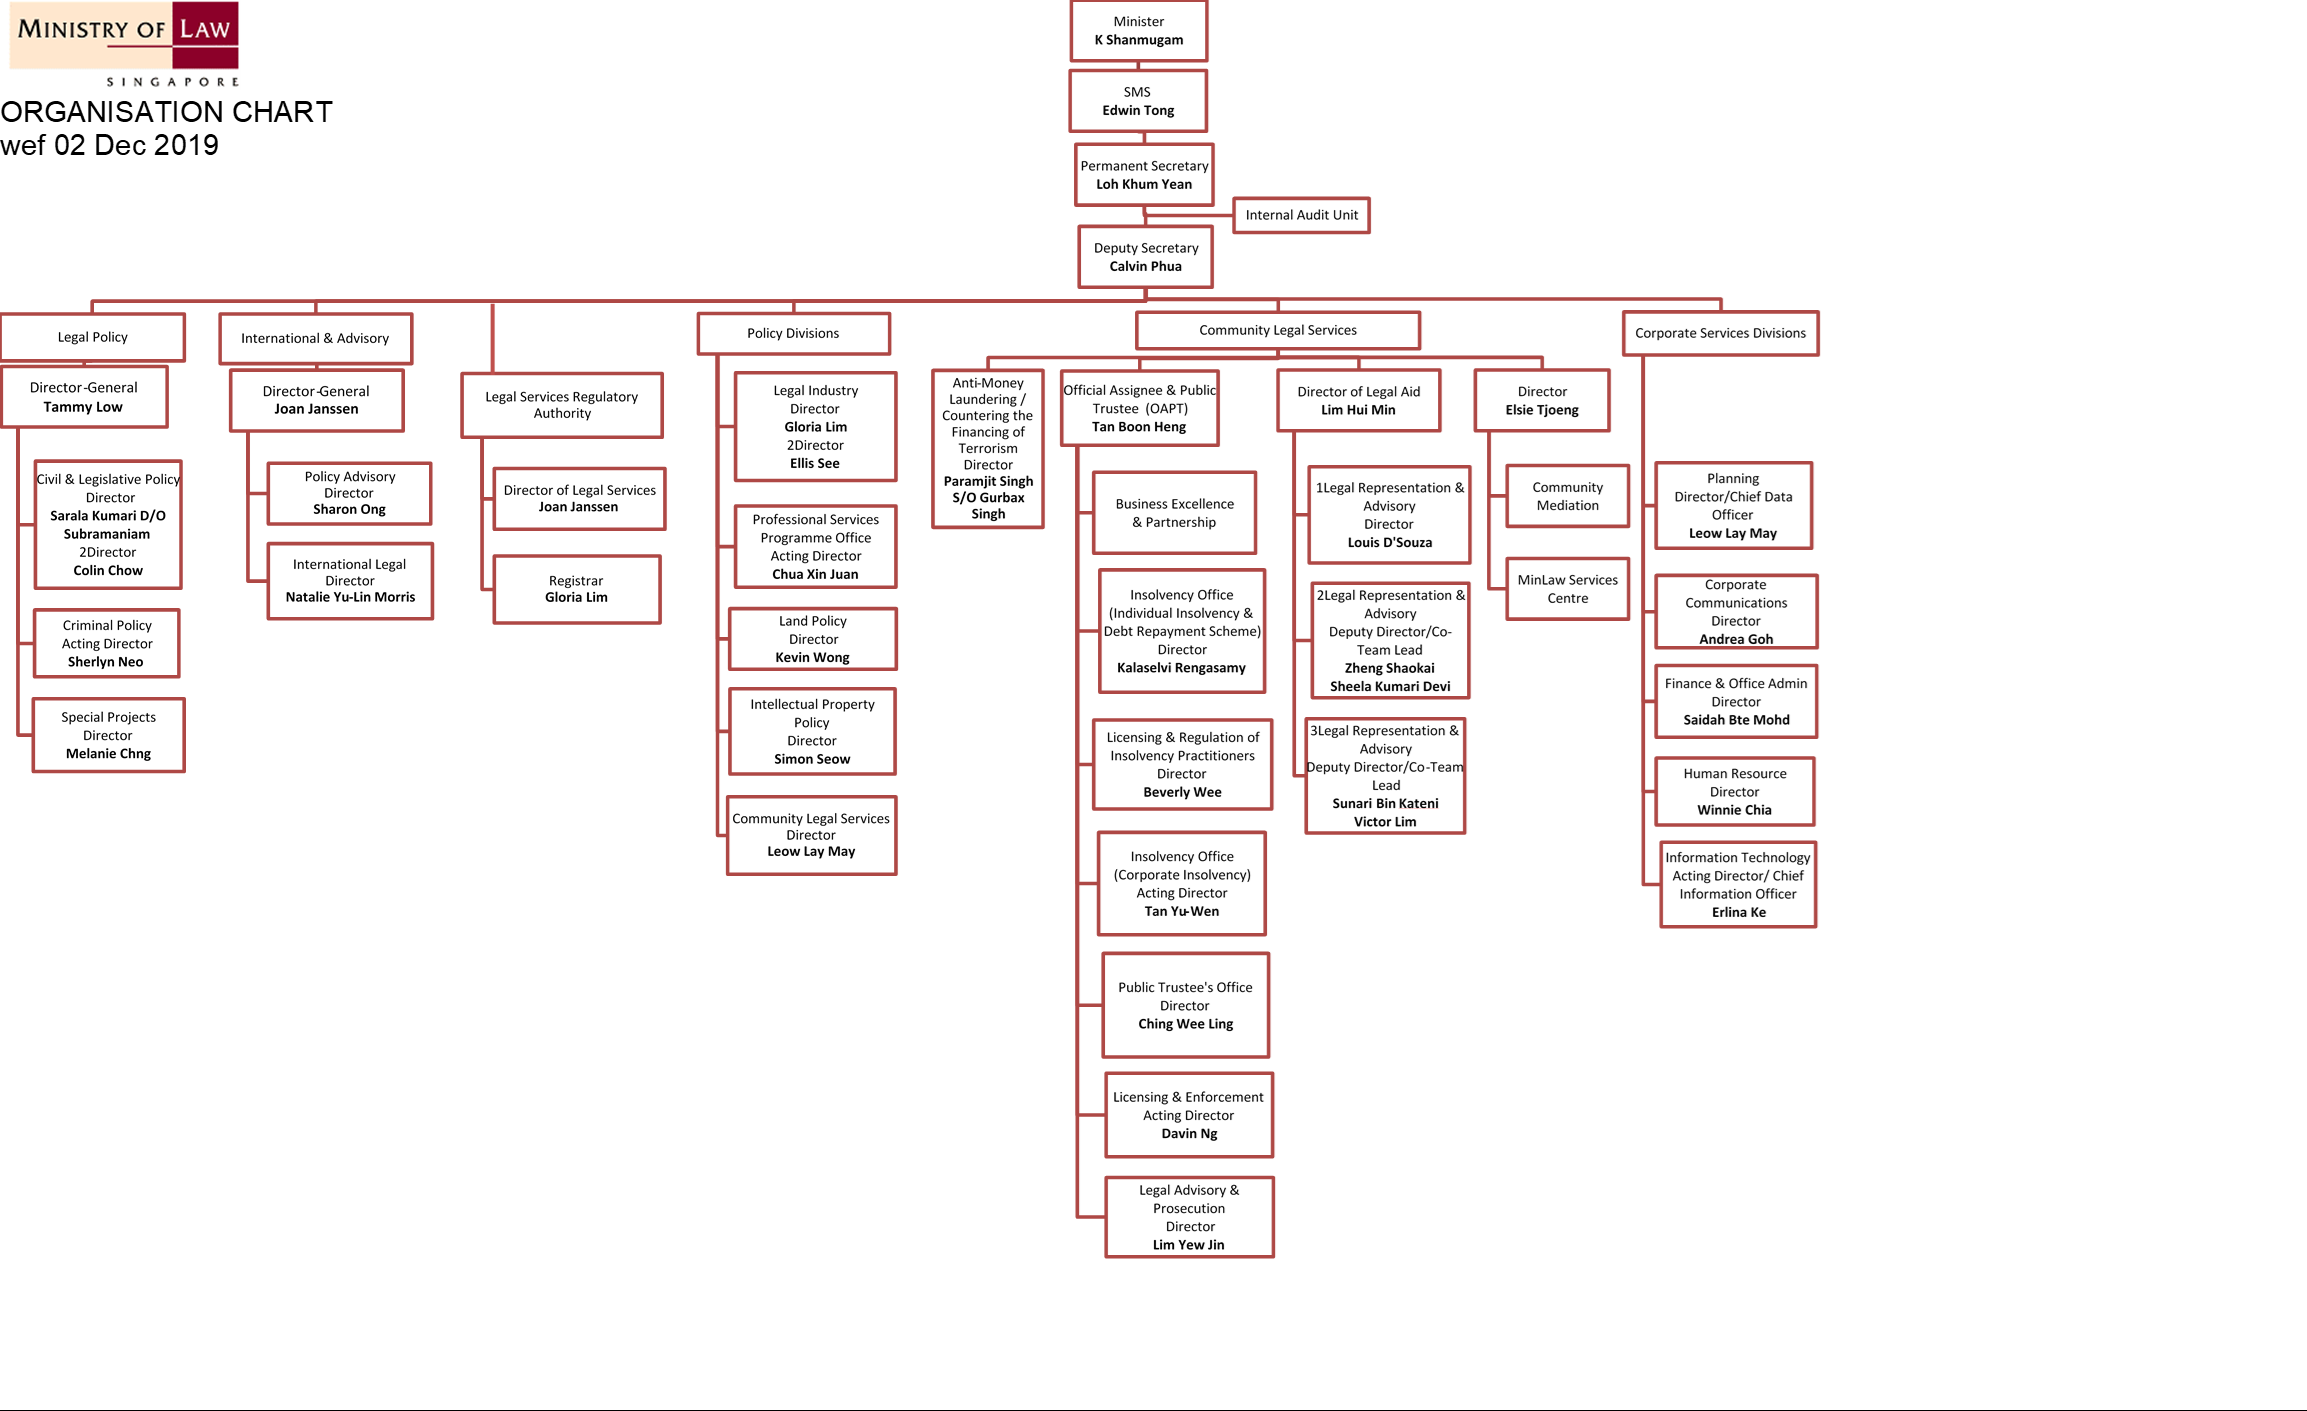 MINISTRY OF LAW
SINGAPORE
ORGANISATION CHART
wef 02 Dec 2019
Minister
K Shanmugam
SMS
Edwin Tong
Permanent Secretary
Loh Khum Yean
Internal Audit Unit
Deputy Secretary
Calvin Phua
Legal Policy
Director-General
Tammy Low
Civil & Legislative Policy
Director
Sarala Kumari D/O
Subramaniam
2Director
Colin Chow
Criminal Policy
Acting Director
Sherlyn Neo
Special Projects
Director
Melanie Chng
International & Advisory
Director-General
Joan Janssen
Policy Advisory
Director
Sharon Ong
International Legal
Director
Natalie Yu-Lin Morris
Legal Services Regulatory
Authority
Director of Legal Services
Joan Janssen
Registrar
Gloria Lim
Policy Divisions
Legal Industry
Director
Gloria Lim
2Director
Ellis See
Professional Services
Programme Office
Acting Director
Chua Xin Juan
Land Policy
Director
Kevin Wong
Intellectual Property
Policy
Director
Simon Seow
Community Legal Services
Director
Leow Lay May
Community Legal Services
Anti-Money
Laundering /
Countering the
Financing of
Terrorism
Director
Paramjit Singh
S/O Gurbax
Singh
Official Assignee & Public
Trustee (OAPT)
Tan Boon Heng
Business Excellence
& Partnership
Insolvency Office
(Individual Insolvency &
Debt Repayment Scheme)
Director
Kalaselvi Rengasamy
Licensing & Regulation of
Insolvency Practitioners
Director
Beverly Wee
Insolvency Office
(Corporate Insolvency)
Acting Director
Tan Yu-Wen
Public Trustee's Office
Director
Ching Wee Ling
Licensing & Enforcement
Acting Director
Davin Ng
Legal Advisory &
Prosecution
Director
Lim Yew Jin
Director of Legal Aid
Lim Hui Min
1Legal Representation &
Advisory
Director
Louis D'Souza
2Legal Representation &
Advisory
Deputy Director/Co-
Team Lead
Zheng Shaokai
Sheela Kumari Devi
3Legal Representation &
Advisory
Deputy Director/Co-Team
Lead
Sunari Bin Kateni
Victor Lim
Director
Elsie Tjoeng
Community
Mediation
MinLaw Services
Centre
Corporate Services Divisions
Planning
Director/Chief Data
Officer
Leow Lay May
Corporate
Communications
Director
Andrea Goh
Finance & Office Admin
Director
Saidah Bte Mohd
Human Resource
Director
Winnie Chia
Information Technology
Acting Director/ Chief
Information Officer
Erlina Ke